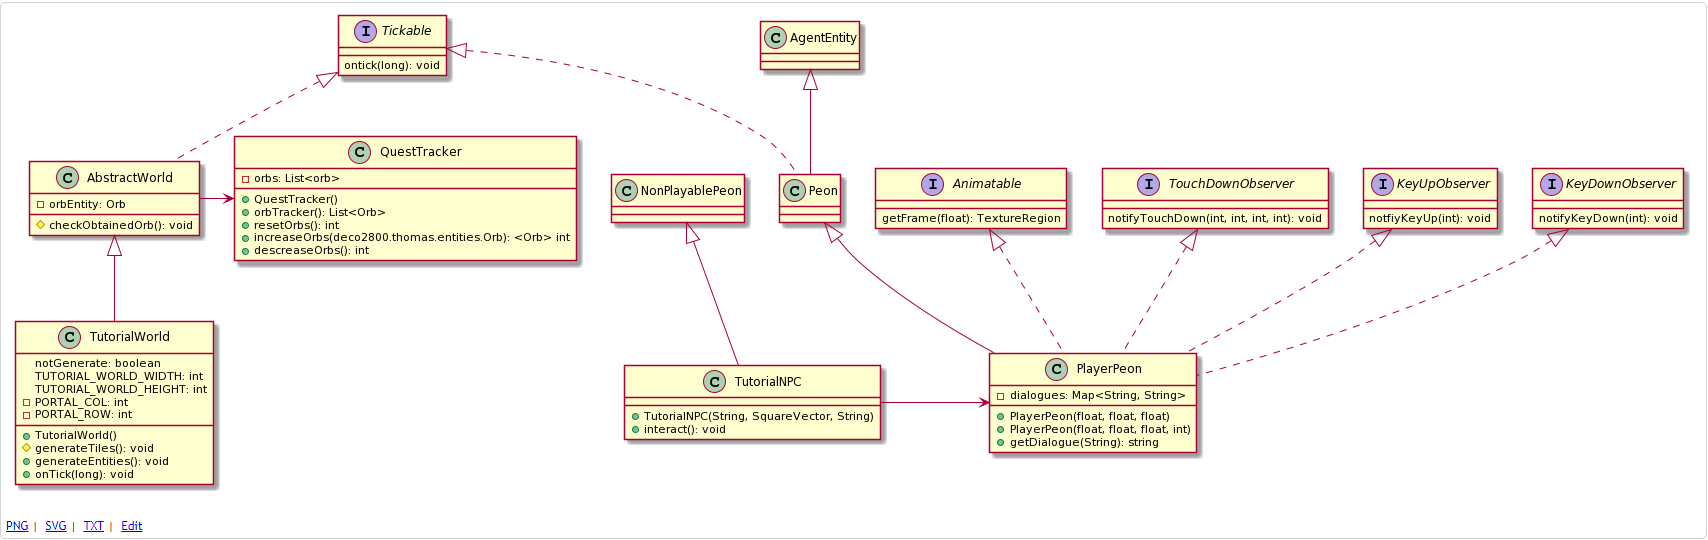 I Tickable
ontick(long): void
C AgentEntity
C AbstractWorld
orbEntity: Orb
checkObtainedOrb(): void
C QuestTracker
orbs: List<orb>
QuestTracker()
orbTracker(): List<Orb>
resetOrbs(): int
increaseOrbs(deco2800.thomas.entities.Orb): <Orb> int
descreaseOrbs(): int
C NonPlayablePeon
C Peon
I Animatable
getFrame(float): TextureRegion
I TouchDownObserver
notifyTouchDown(int, int, int, int): void
I KeyUpObserver
notfiyKeyUp(int): void
I KeyDownObserver
notifyKeyDown(int): void
C TutorialWorld
notGenerate: boolean
TUTORIAL_WORLD_WIDTH: int
TUTORIAL_WORLD_HEIGHT: int
PORTAL_COL: int
PORTAL_ROW: int
TutorialWorld()
generateTiles(): void
generateEntities(): void
onTick(long): void
C TutorialNPC
TutorialNPC(String, SquareVector, String)
interact(): void
C PlayerPeon
dialogues: Map<String, String>
PlayerPeon(float, float, float)
PlayerPeon(float, float, float, int)
getDialogue(String): string
PNG | SVG | TXT | Edit